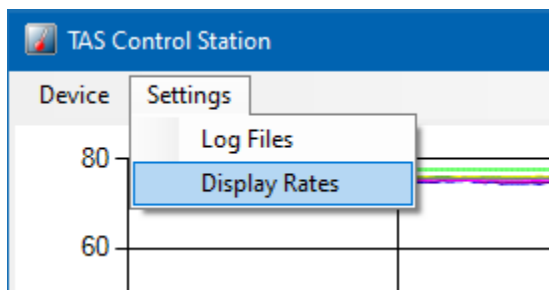 TAS Control Station
Device Settings
Log Files
80
Display Rates
60